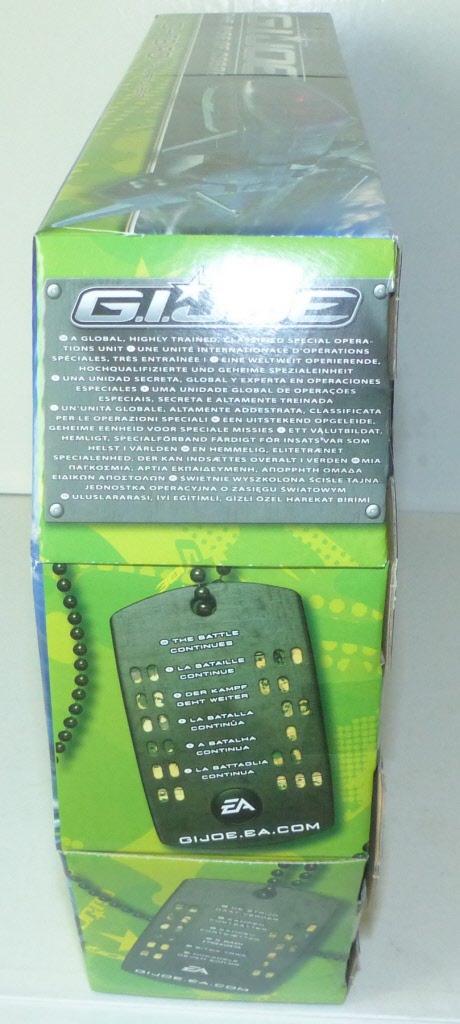 G.I.JOE
A GLOBAL, HIGHLY TRAINED, CLASSIFIED SPECIAL OPERA-
TIONS UNIT UNE UNITÉ INTERNATIONALE D'OPÉRATIONS
SPÉCIALES, TRÈS ENTRAÎNÉE ! EINE WELTWEIT OPERIERENDE,
HOCHQUALIFIZIERTE UND GEHEIME SPEZIALEINHEIT
UNA UNIDAD SECRETA, GLOBAL Y EXPERTA EN OPERACIONES
ESPECIALES UMA UNIDADE GLOBAL DE OPERAÇÕES
ESPECIAIS, SECRETA E ALTAMENTE TREINADA
UN'UNITÀ GLOBALE, ALTAMENTE ADDESTRATA, CLASSIFICATA
PER LE OPERAZIONI SPECIALI EEN UITSTEKEND OPGELEIDE,
GEHEIME EENHEID VOOR SPECIALE MISSIES ETT VÄLUTBILDAT,
HEMLIGT, SPECIALFÖRBAND FÄRDIGT FÖR INSATS VAR SOM
HELST I VÄRLDEN EN HEMMELIG, ELITETRÆNET
SPECIALENHED, DER KAN INDSÆTTES OVERALT I VERDEN ΜΙΑ
ΠΑΓΚΟΣΜΙΑ, ΑΡΤΙΑ ΕΚΠΑΙΔΕΥΜΕΝΗ, ΑΠΟΡΡΗΤΗ ΟΜΑΔΑ
ΕΙΔΙΚΩΝ ΑΠΟΣΤΟΛΩΝ ŚWIETNIE WYSZKOLONA ŚCIŚLE TAJNA
JEDNOSTKA OPERACYJNA O ZASIĘGU ŚWIATOWYM
ULUSLARARASI, İYİ EĞİTİMLİ, GİZLİ ÖZEL HAREKAT BİRİMİ
THE BATTLE
CONTINUES
LA BATAILLE
CONTINUE
DER KAMPF
GEHT WEITER
LA BATALLA
CONTINÚA
A BATALHA
CONTINUA
LA BATTAGLIA
CONTINUA
EA
GIJOE.EA.COM
EA
GIJOE.EA.COM